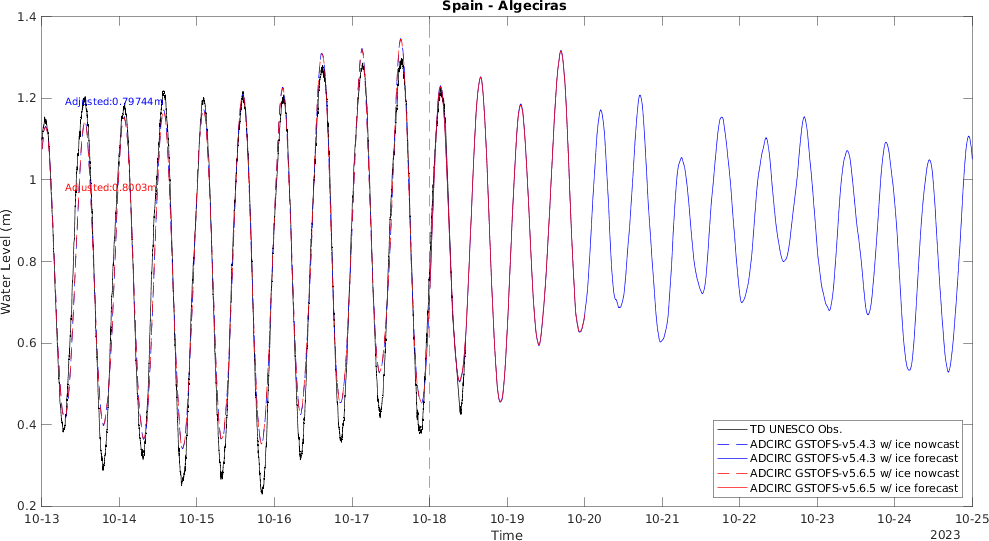 Spain - Algeciras
1.4
1.2
1
0.8
0.6
0.4
0.2
Water Level (m)
Adjusted:0.79744m
Adjusted:0.8003m
TD UNESCO Obs.
ADCIRC GSTOFS-v5.4.3 w/ ice nowcast
ADCIRC GSTOFS-v5.4.3 w/ ice forecast
ADCIRC GSTOFS-v5.6.5 w/ ice nowcast
ADCIRC GSTOFS-v5.6.5 w/ ice forecast
10-13 10-14 10-15 10-16 10-17 10-18 10-19 10-20 10-21 10-22 10-23 10-24 10-25
Time
2023